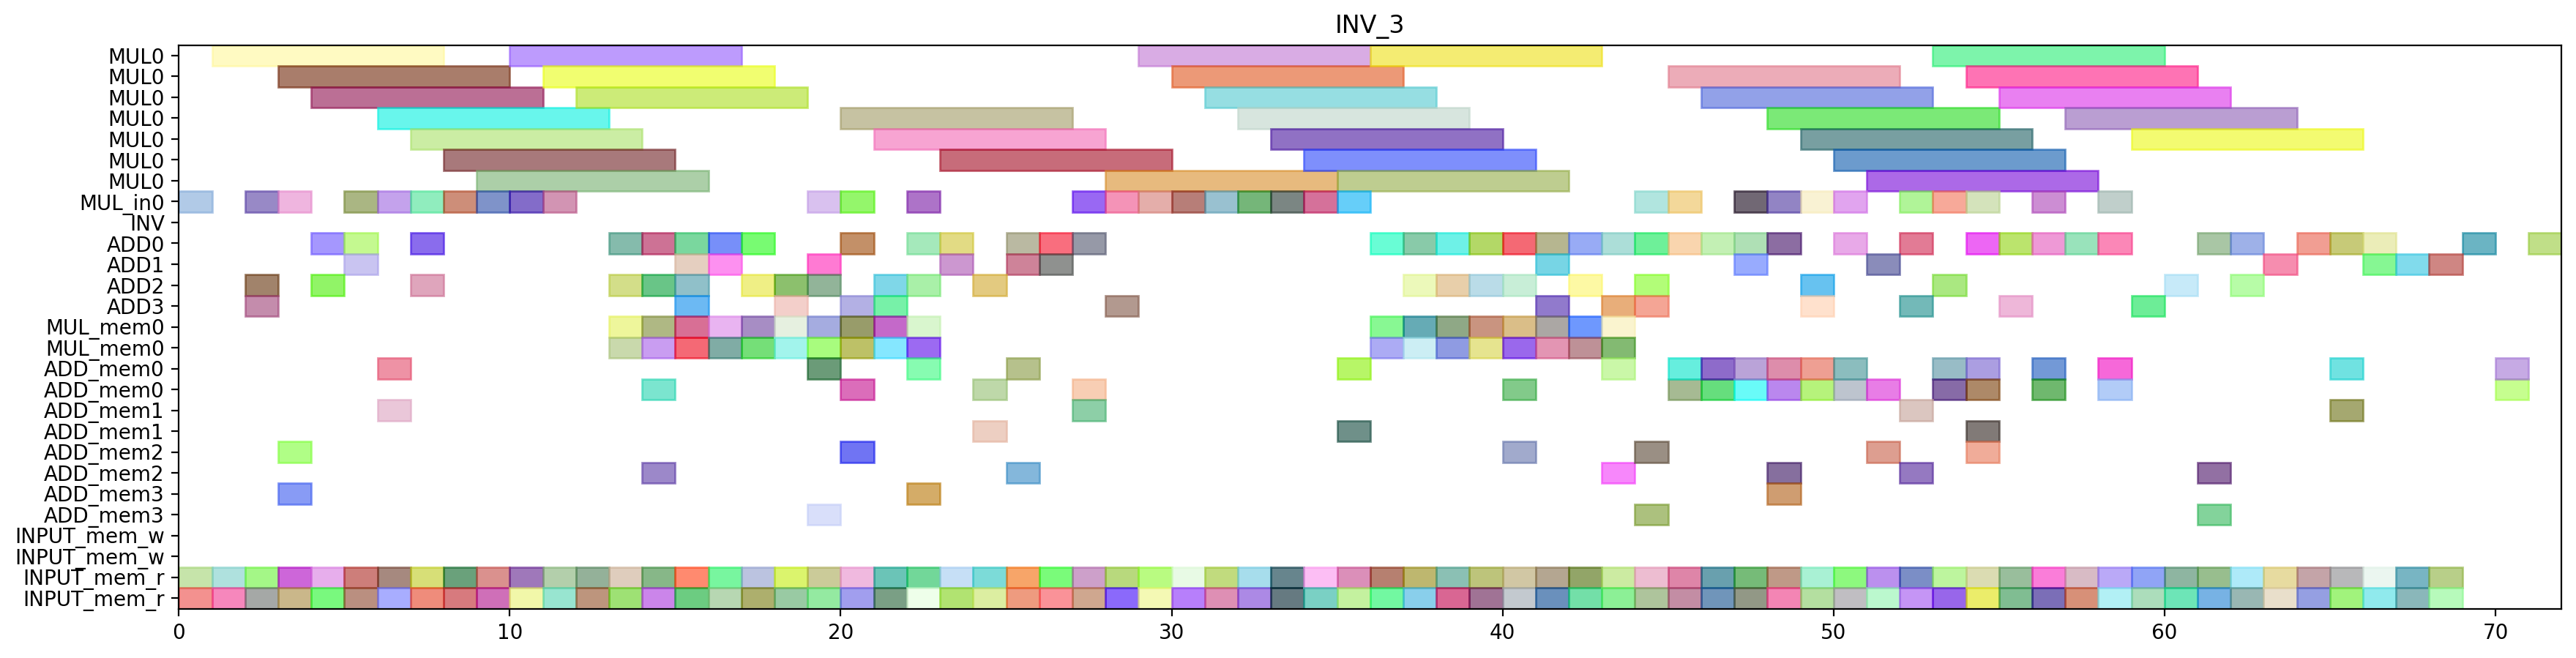 INV_3
MUL0
MUL0
MUL0
MUL0
MUL0
MUL0
MUL0
MUL_in0
INV
ADD0
ADD1
ADD2
ADD3
MUL_mem0
MUL_mem0
ADD_mem0
ADD_mem0
ADD_mem1
ADD_mem1
ADD_mem2
ADD_mem2
ADD_mem3
ADD_mem3
INPUT_mem_w
INPUT_mem_w
INPUT_mem_r
INPUT_mem_r
0 10 20 30 40 50 60 70